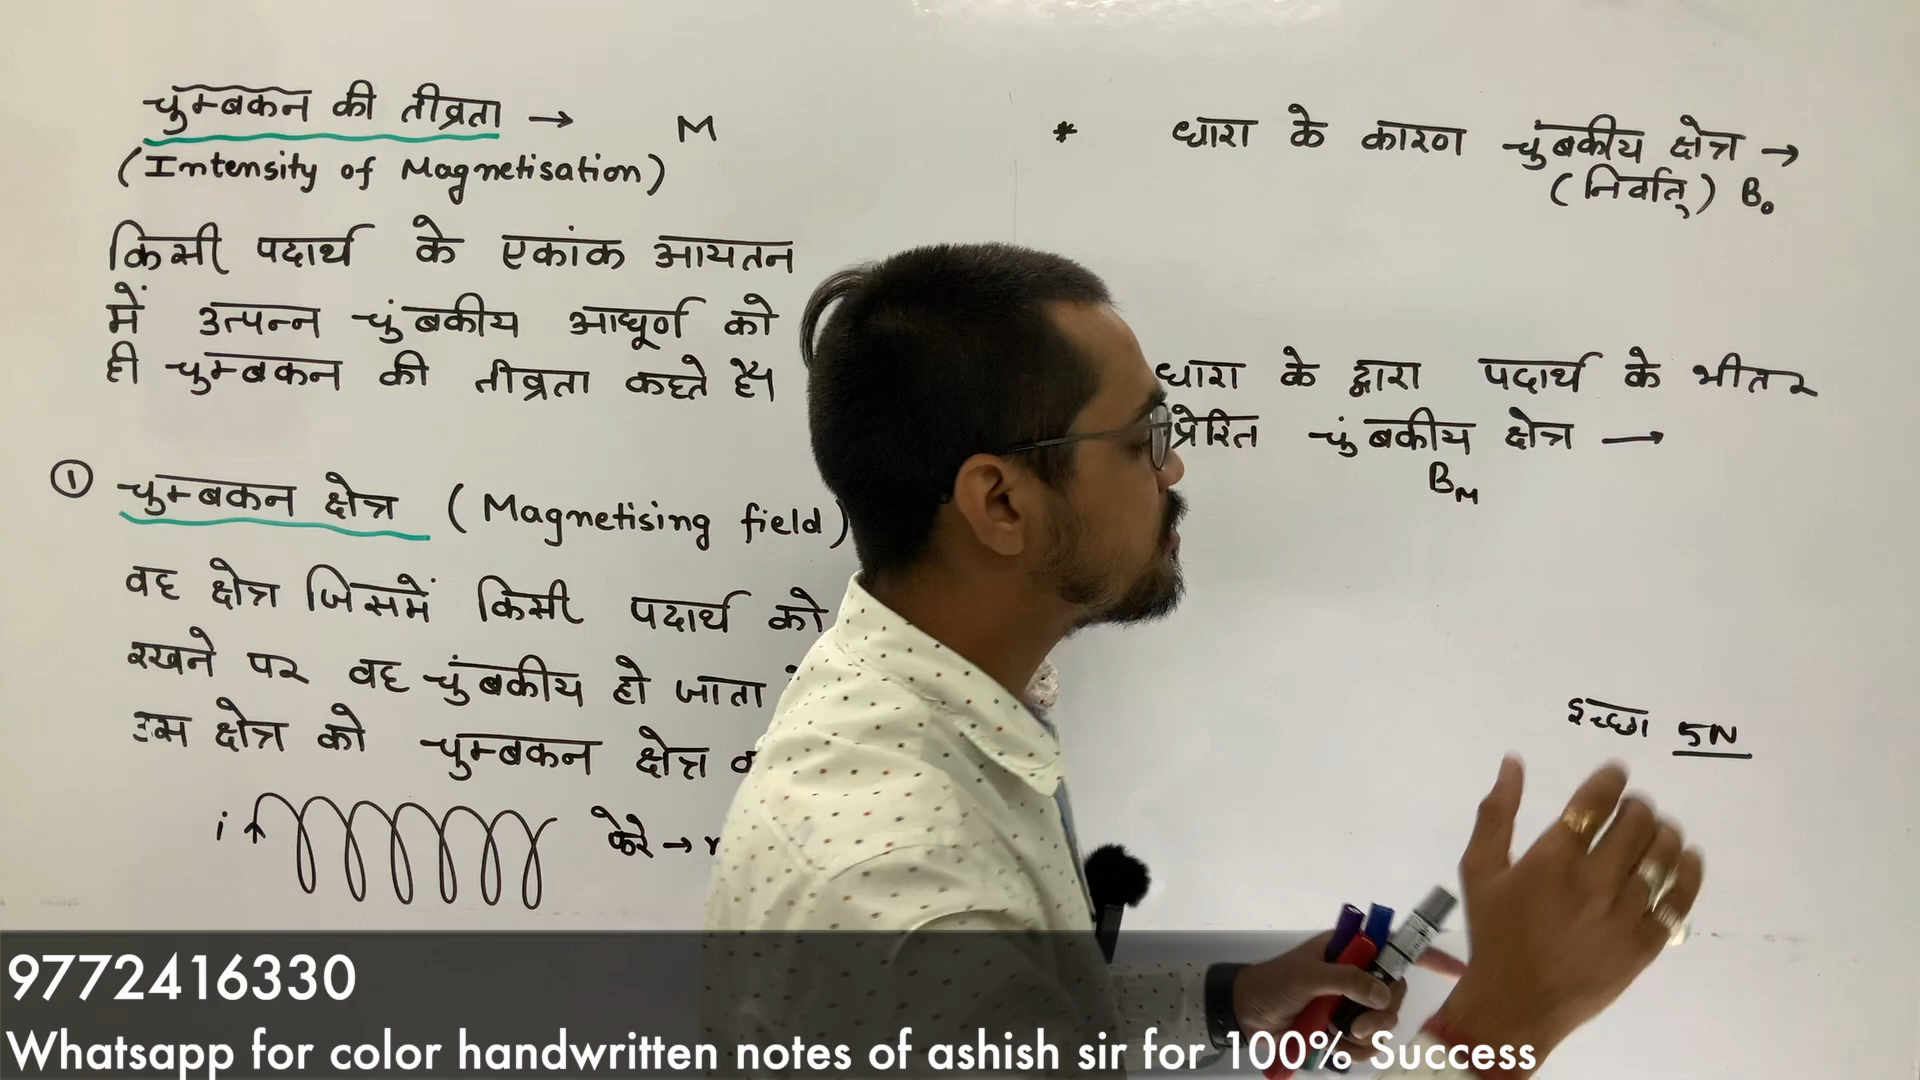 चुम्बकन की तीव्रता → M
(Intensity of Magnetisation)
किसी पदार्थ के एकांक आयतन
में उत्पन्न चुंबकीय आघूर्ण को
ही चुम्बकन की तीव्रता कहते है।
① चुम्बकन क्षेत्र (Magnetising field)
वह क्षेत्र जिसमें किसी पदार्थ को
रखने पर वह चुंबकीय हो जाता
उस क्षेत्र को चुम्बकन क्षेत्र
i फेरे →
* धारा के कारण चुंबकीय क्षेत्र →
(निर्वात्) B₀
धारा के द्वारा पदार्थ के भीतर
प्रेरित चुंबकीय क्षेत्र →
B_M
5N
9772416330
Whatsapp for color handwritten notes of ashish sir for 100% Success